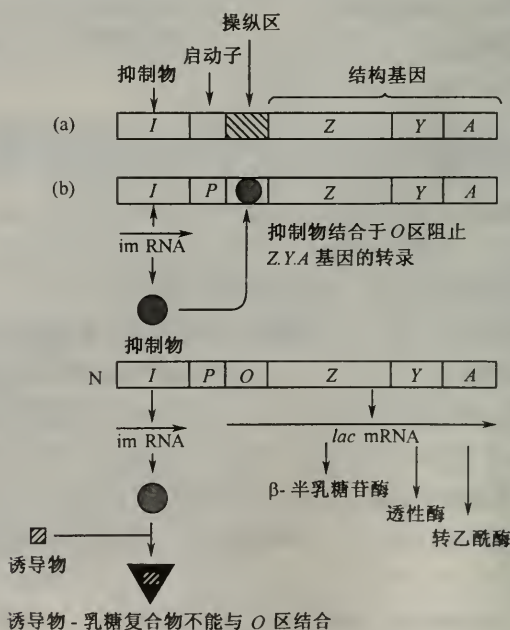 操纵区
启动子
抑制物
结构基因
(a) I Z Y A
(b) I P Z Y A
im RNA
抑制物结合于 O 区阻止
Z.Y.A 基因的转录
抑制物
N I P O Z Y A
im RNA
lac mRNA
β- 半乳糖苷酶
透性酶
转乙酰酶
诱导物
诱导物 - 乳糖复合物不能与 O 区结合